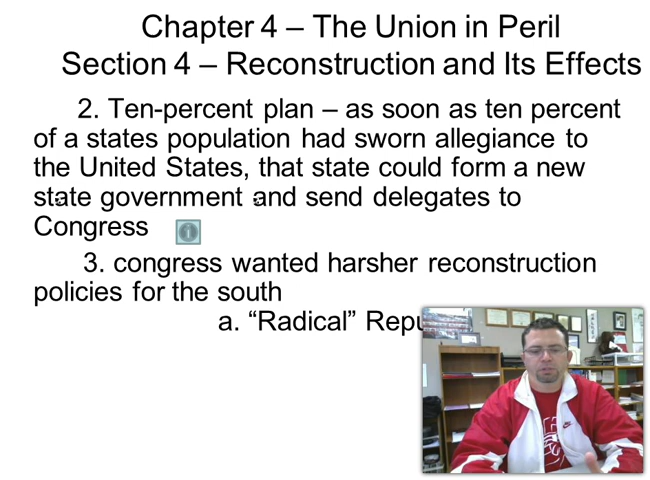 Chapter 4 – The Union in Peril
Section 4 – Reconstruction and Its Effects
2. Ten-percent plan – as soon as ten percent
of a states population had sworn allegiance to
the United States, that state could form a new
state government and send delegates to
Congress
3. congress wanted harsher reconstruction
policies for the south
a. “Radical”